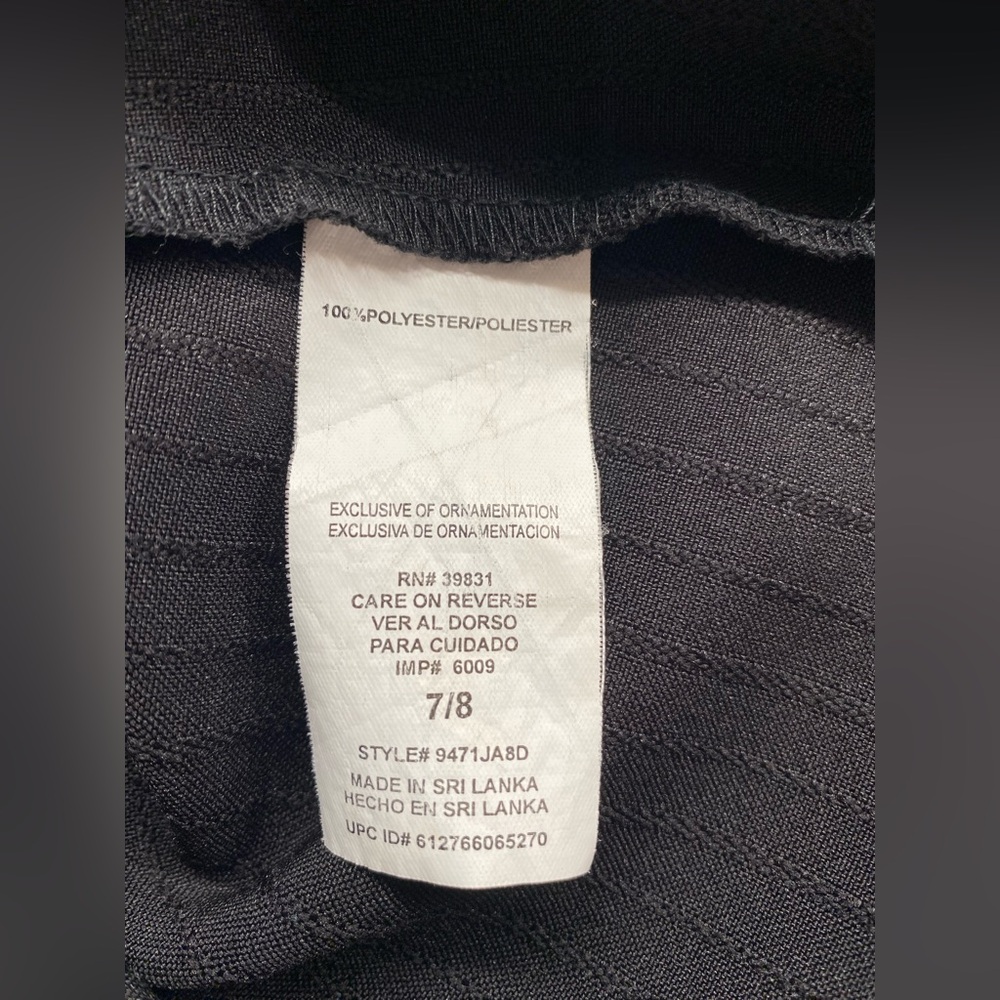 100%POLYESTER/POLIESTER
EXCLUSIVE OF ORNAMENTATION
EXCLUSIVA DE ORNAMENTACION
RN# 39831
CARE ON REVERSE
VER AL DORSO
PARA CUIDADO
IMP# 6009
7/8
STYLE# 9471JA8D
MADE IN SRI LANKA
HECHO EN SRI LANKA
UPC ID# 612766065270